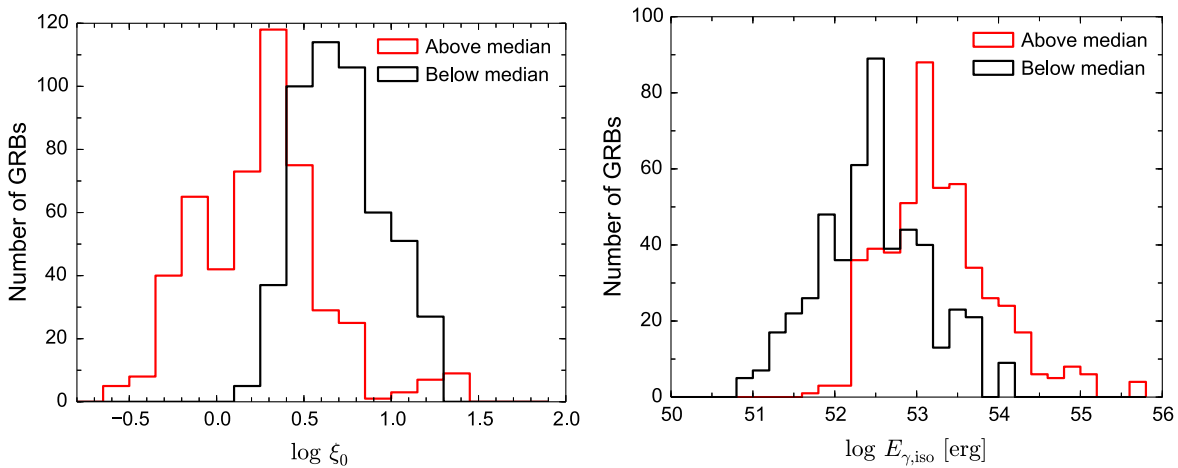 120
100
80
60
40
20
0
Number of GRBs
Above median
Below median
−0.5 0.0 0.5 1.0 1.5 2.0
log ξ₀
100
80
60
40
20
0
Number of GRBs
Above median
Below median
50 51 52 53 54 55 56
log Eγ,iso [erg]